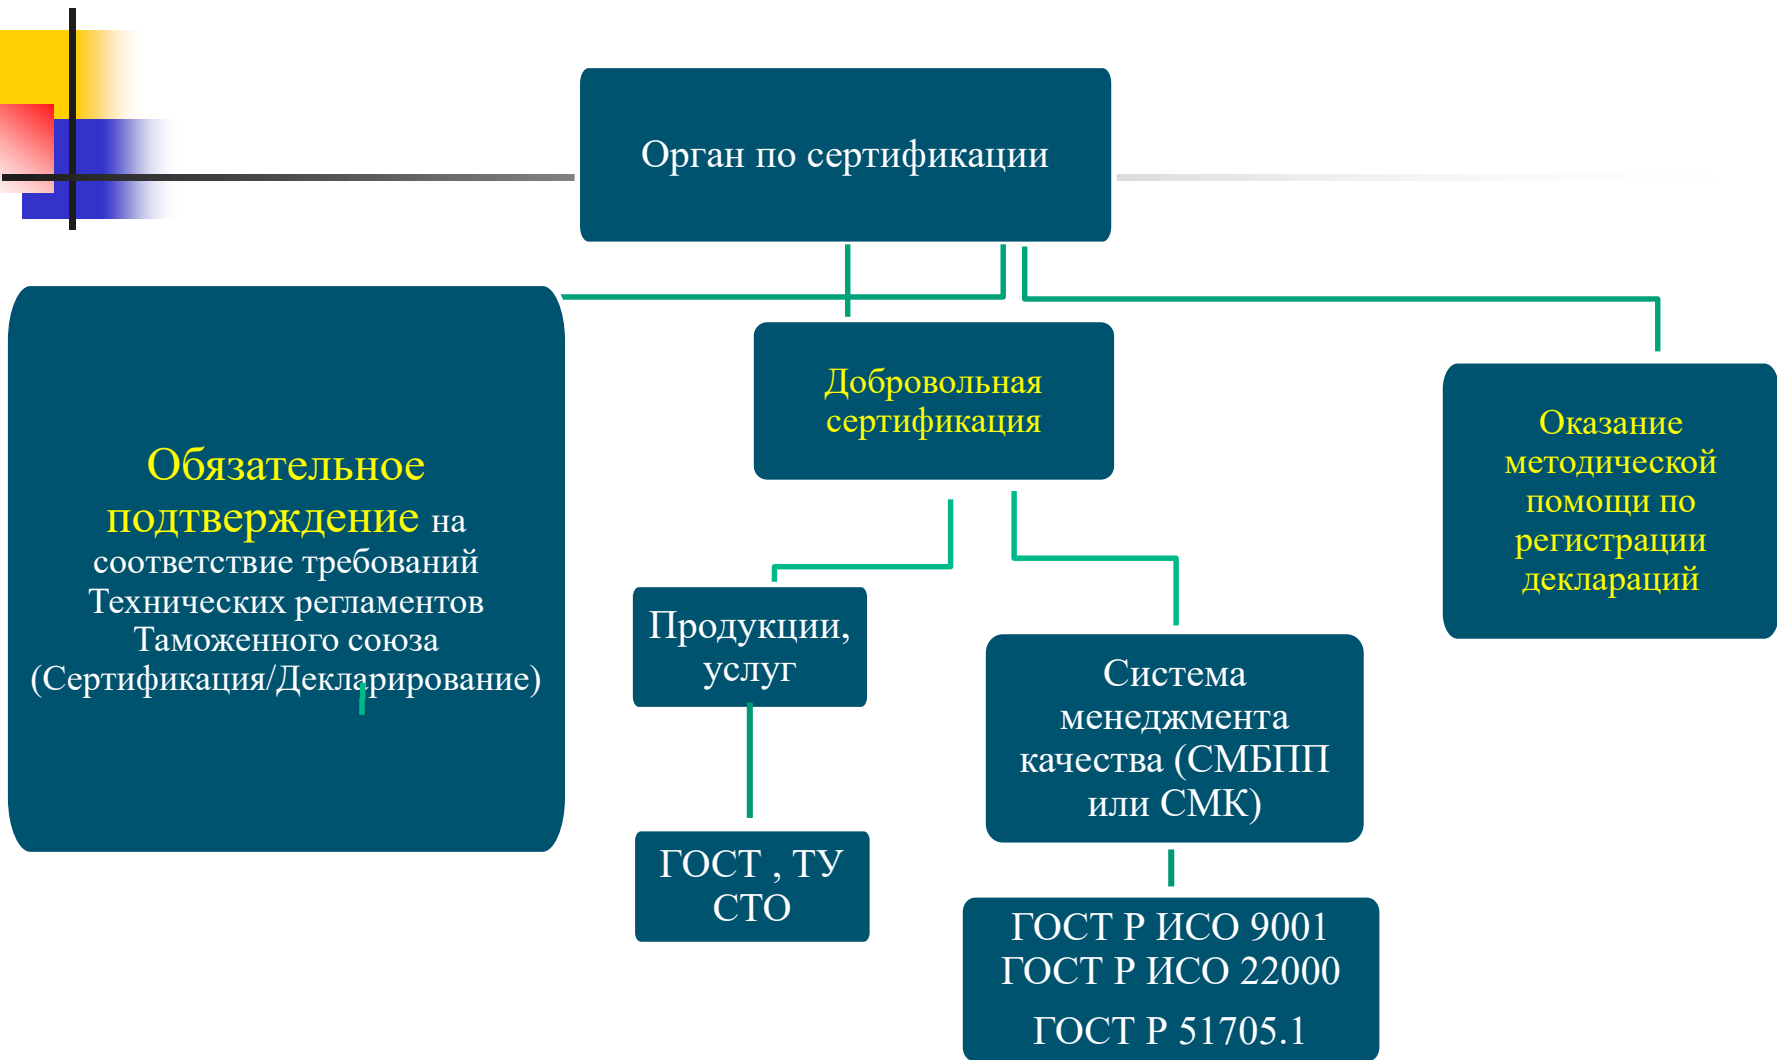 Орган по сертификации
Обязательное
подтверждение на
соответствие требований
Технических регламентов
Таможенного союза
(Сертификация/Декларирование)
Добровольная
сертификация
Оказание
методической
помощи по
регистрации
деклараций
Продукции,
услуг
Система
менеджмента
качества (СМБПП
или СМК)
ГОСТ , ТУ
СТО
ГОСТ Р ИСО 9001
ГОСТ Р ИСО 22000
ГОСТ Р 51705.1